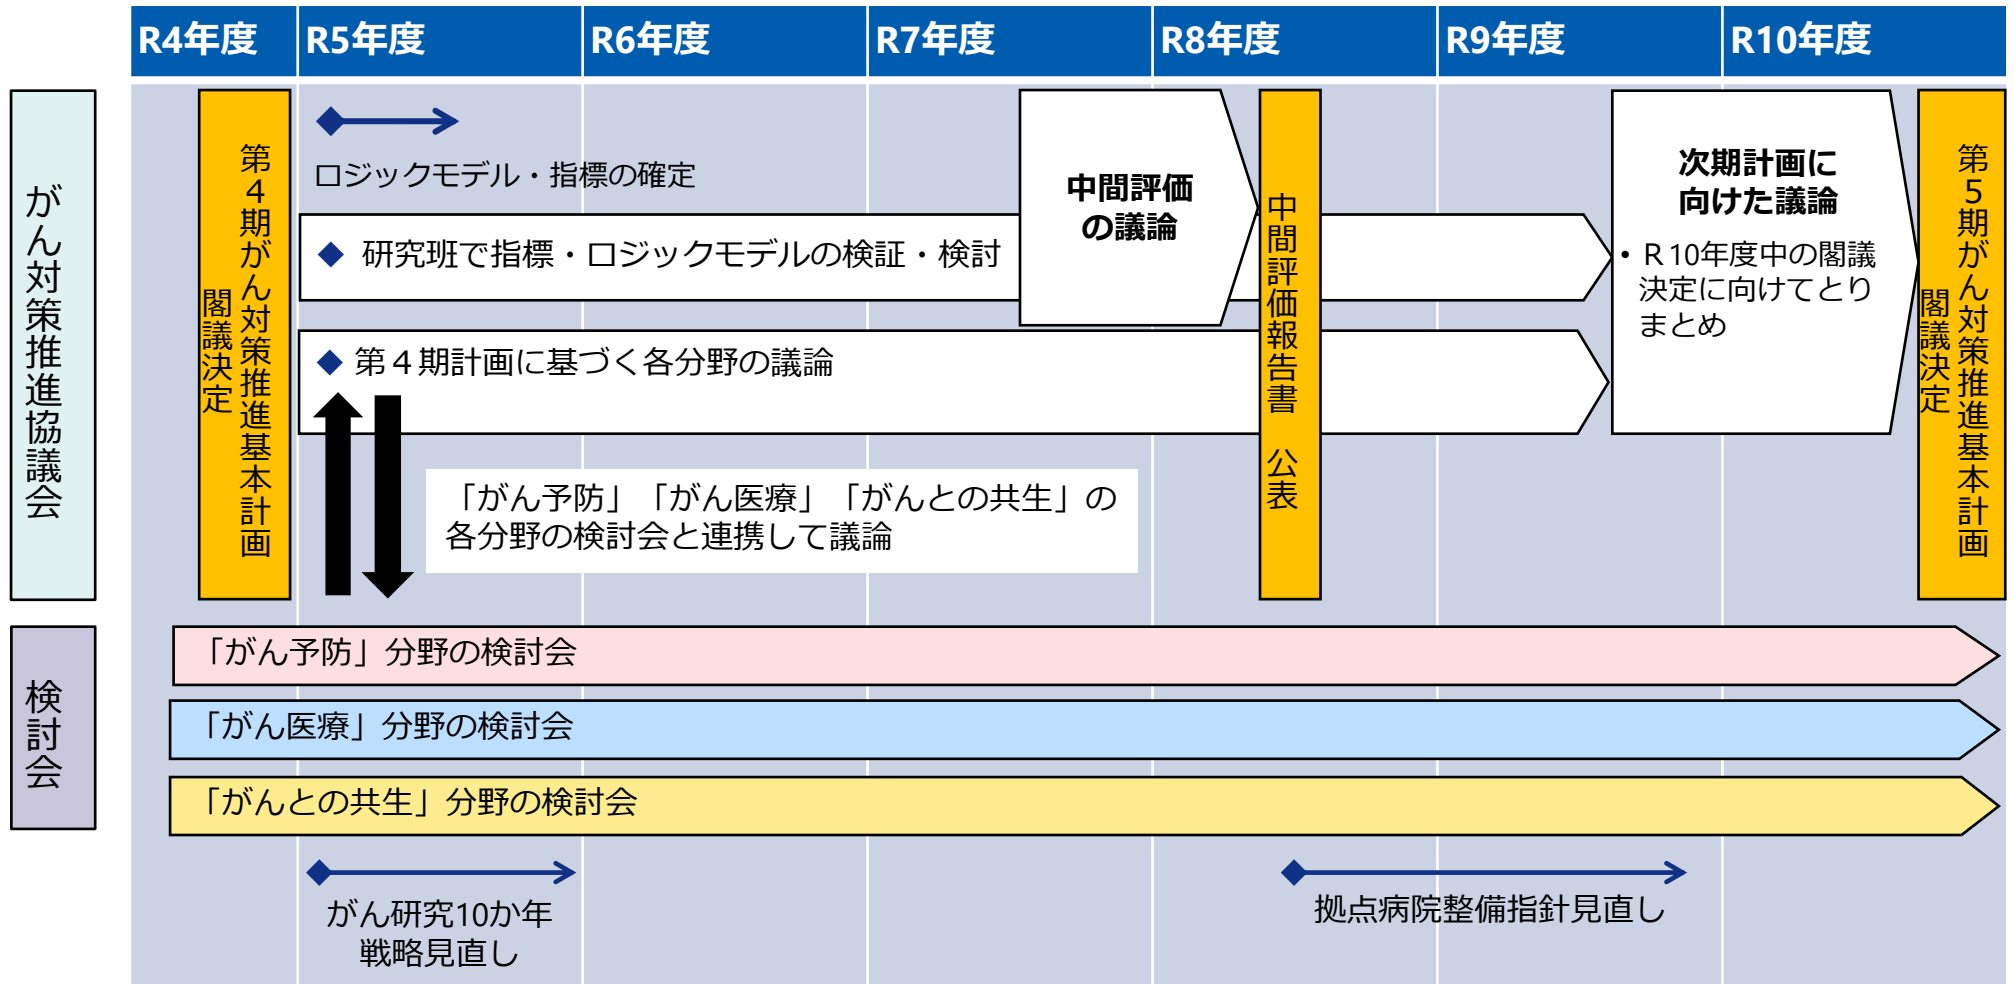 R4年度
R5年度
R6年度
R7年度
R8年度
R9年度
R10年度
がん対策推進協議会
第4期がん対策推進基本計画
閣議決定
ロジックモデル・指標の確定
研究班で指標・ロジックモデルの検証・検討
第４期計画に基づく各分野の議論
「がん予防」「がん医療」「がんとの共生」の
各分野の検討会と連携して議論
中間評価
の議論
中間評価報告書　公表
次期計画に
向けた議論
• Ｒ10年度中の閣議
決定に向けてとり
まとめ
第5期がん対策推進基本計画
閣議決定
検討会
「がん予防」分野の検討会
「がん医療」分野の検討会
「がんとの共生」分野の検討会
がん研究10か年
戦略見直し
拠点病院整備指針見直し